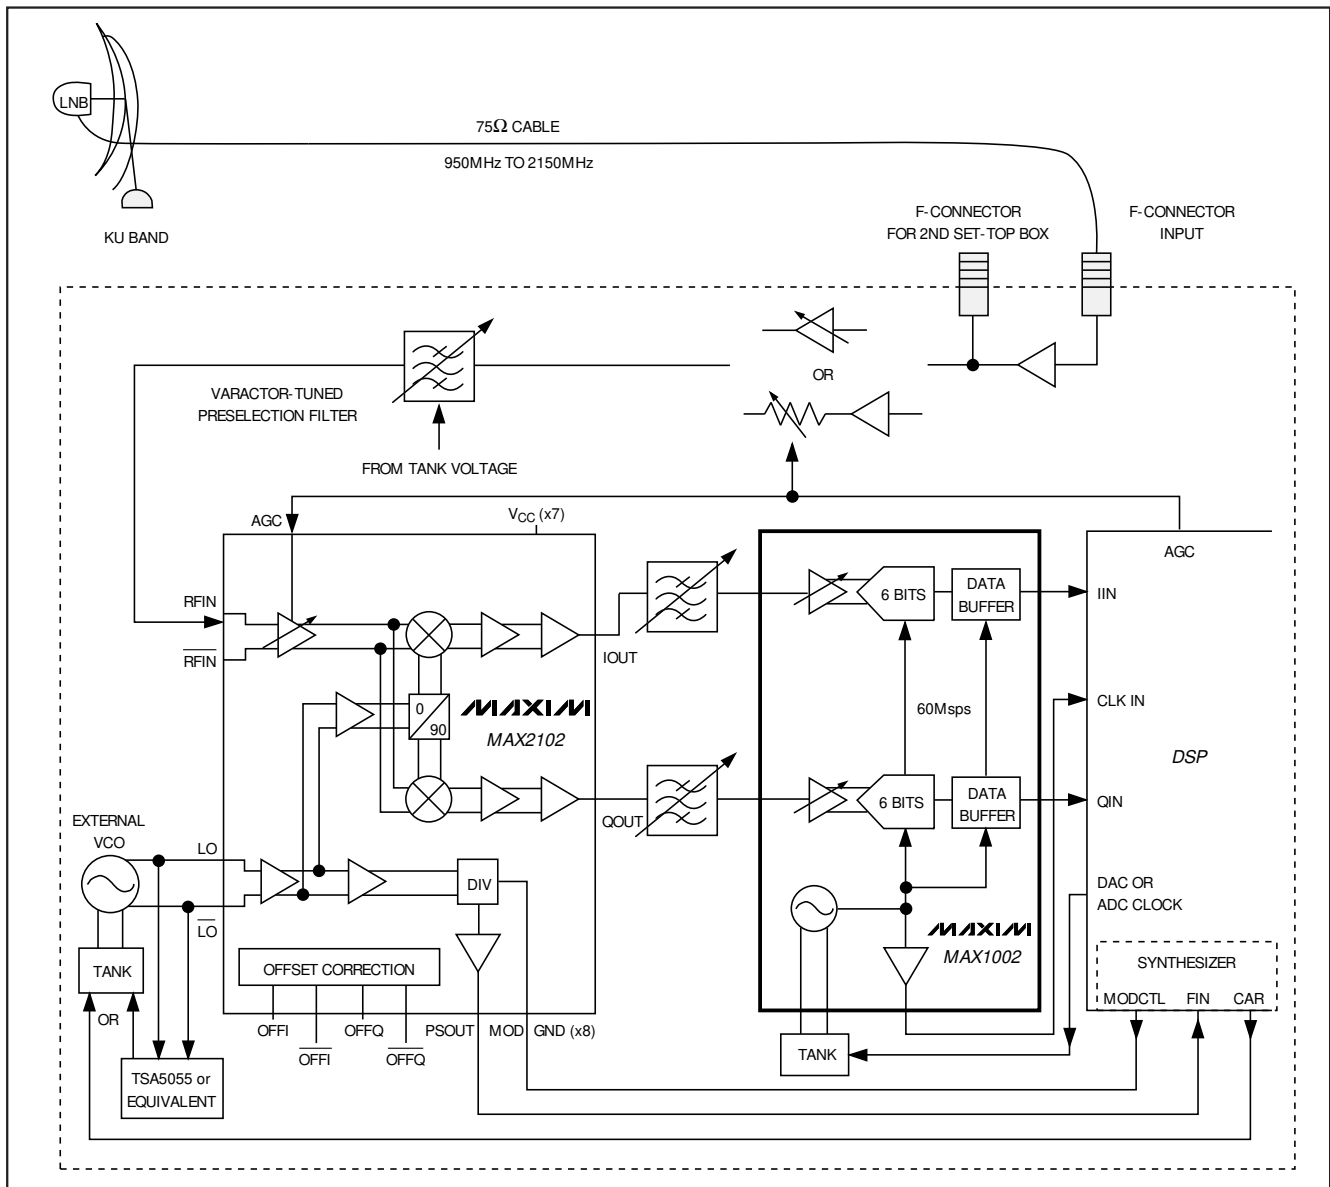 LNB
75Ω CABLE
950MHz TO 2150MHz
KU BAND
F-CONNECTOR
FOR 2ND SET-TOP BOX
F-CONNECTOR
INPUT
OR
VARACTOR-TUNED
PRESELECTION FILTER
FROM TANK VOLTAGE
AGC
VCC (x7)
AGC
RFIN
RFIN
IOUT
6 BITS
DATA
BUFFER
IIN
0
90
MAXIM
MAX2102
60Msps
CLK IN
DSP
QOUT
6 BITS
DATA
BUFFER
QIN
EXTERNAL
VCO
LO
LO
DIV
DAC OR
ADC CLOCK
MAXIM
MAX1002
TANK
OR
OFFSET CORRECTION
SYNTHESIZER
MODCTL FIN CAR
OFFI
OFFI
OFFQ
OFFQ
PSOUT MOD GND (x8)
TANK
TSA5055 or
EQUIVALENT